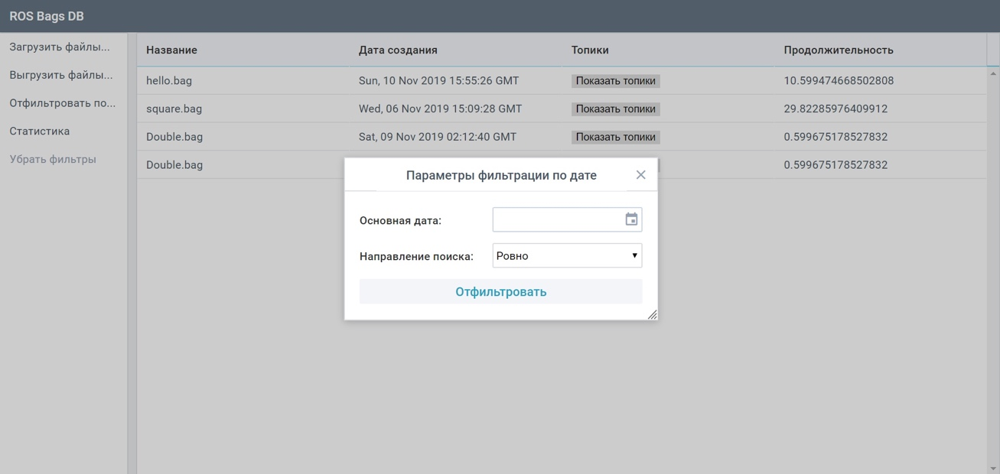 ROS Bags DB
Загрузить файлы...
Выгрузить файлы...
Отфильтровать по...
Статистика
Убрать фильтры
Название Дата создания Топики Продолжительность
hello.bag Sun, 10 Nov 2019 15:55:26 GMT Показать топики 10.599474668502808
square.bag Wed, 06 Nov 2019 15:09:28 GMT Показать топики 29.82285976409912
Double.bag Sat, 09 Nov 2019 02:12:40 GMT Показать топики 0.599675178527832
Double.bag 0.599675178527832
Параметры фильтрации по дате
Основная дата:
Направление поиска: Ровно
Отфильтровать